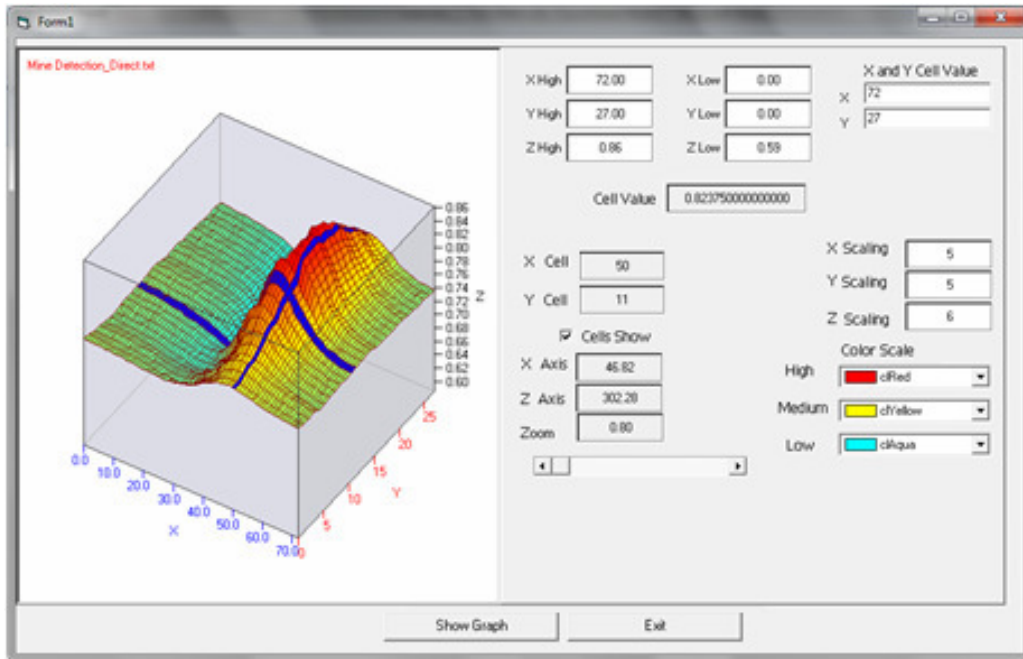 Form1
Mine Detection_Direct.txt
X High 72.00 X Low 0.00
Y High 27.00 Y Low 0.00
Z High 0.86 Z Low 0.59
X and Y Cell Value
X 72
Y 27
Cell Value 0.823750000000000
X Cell 50
Y Cell 11
Cells Show
X Axis 46.82
Z Axis 302.28
Zoom 0.80
X Scaling 5
Y Scaling 5
Z Scaling 6
Color Scale
High clRed
Medium clYellow
Low clAqua
0.86
0.84
0.82
0.80
0.78
0.76
0.74
0.72
0.70
0.68
0.66
0.64
0.62
0.60
Z
25
20
15
10
5
0
Y
0.0
10.0
20.0
30.0
40.0
50.0
60.0
70.0
X
Show Graph Exit